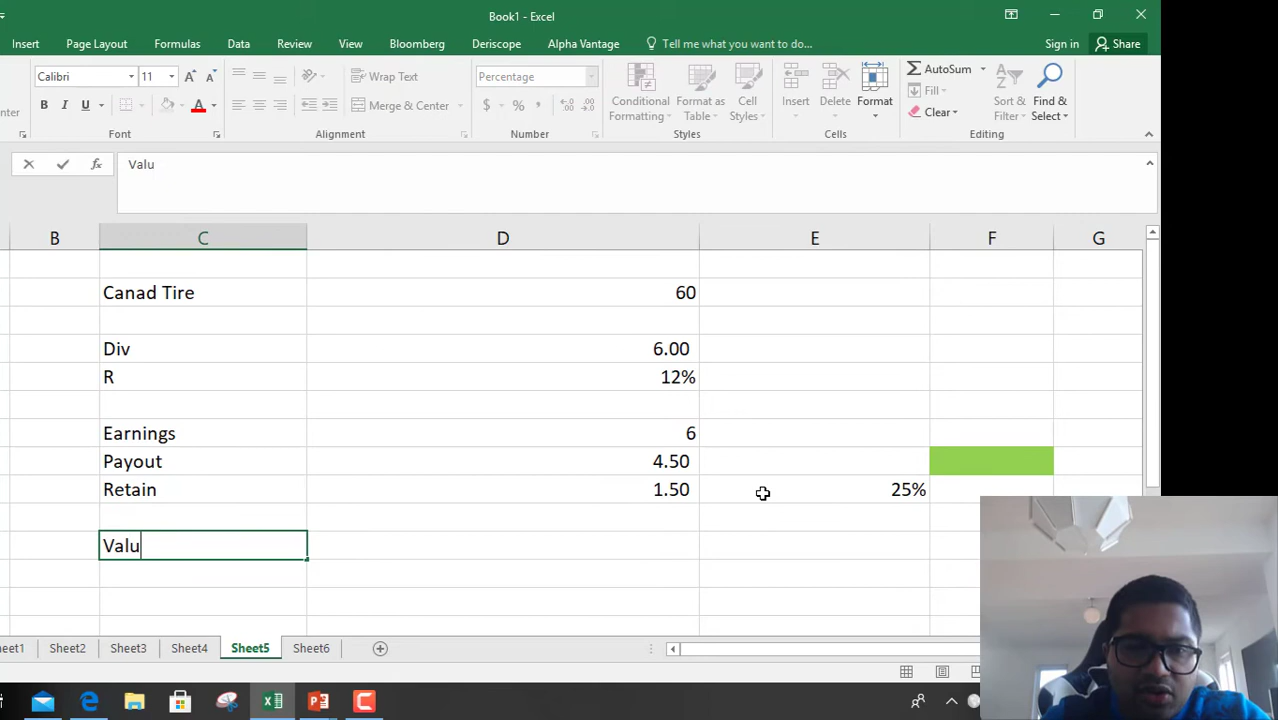 Book1 - Excel
Insert Page Layout Formulas Data Review View Bloomberg Deriscope Alpha Vantage Tell me what you want to do... Sign in Share
Calibri 11 Wrap Text Percentage AutoSum
Fill
B I U A Merge & Center $ % , Conditional Formatting Format as Table Cell Styles Insert Delete Format Clear Sort & Filter Find & Select
Font Alignment Number Styles Cells Editing
fx Valu
B C D E F G
Canad Tire 60
Div 6.00
R 12%
Earnings 6
Payout 4.50
Retain 1.50 25%
Valu
eet1 Sheet2 Sheet3 Sheet4 Sheet5 Sheet6